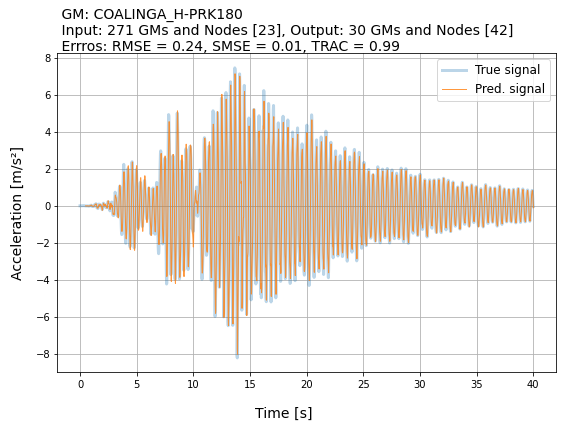 GM: COALINGA_H-PRK180
Input: 271 GMs and Nodes [23], Output: 30 GMs and Nodes [42]
Errros: RMSE = 0.24, SMSE = 0.01, TRAC = 0.99
True signal
Pred. signal
8
6
4
2
0
−2
−4
−6
−8
Acceleration [m/s²]
0 5 10 15 20 25 30 35 40
Time [s]